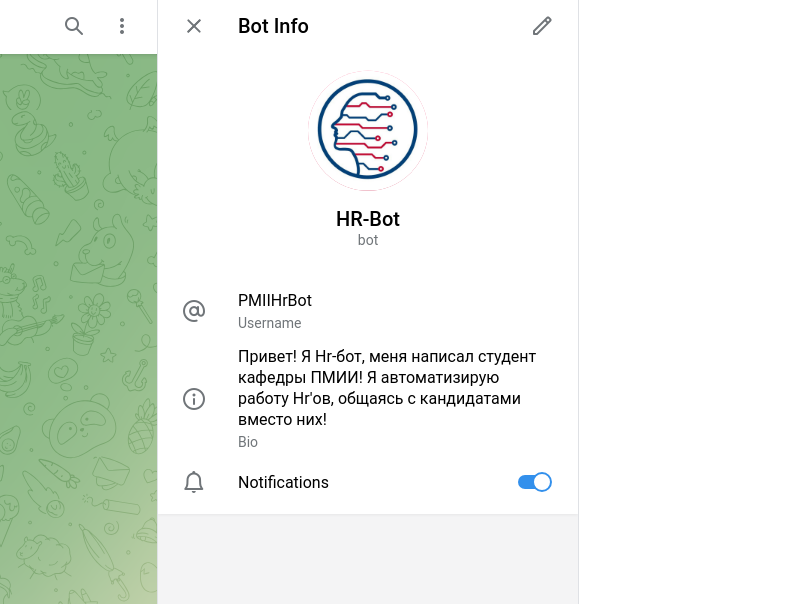 Bot Info
HR-Bot
bot
PMIIHrBot
Username
Привет! Я Hr-бот, меня написал студент
кафедры ПМИИ! Я автоматизирую
работу Hr'ов, общаясь с кандидатами
вместо них!
Bio
Notifications